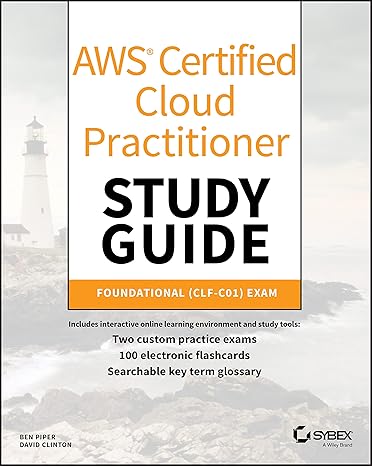 AWS® Certified
Cloud
Practitioner
STUDY
GUIDE
FOUNDATIONAL (CLF-C01) EXAM
Includes interactive online learning environment and study tools:
Two custom practice exams
100 electronic flashcards
Searchable key term glossary
BEN PIPER
DAVID CLINTON
SYBEX
A Wiley Brand